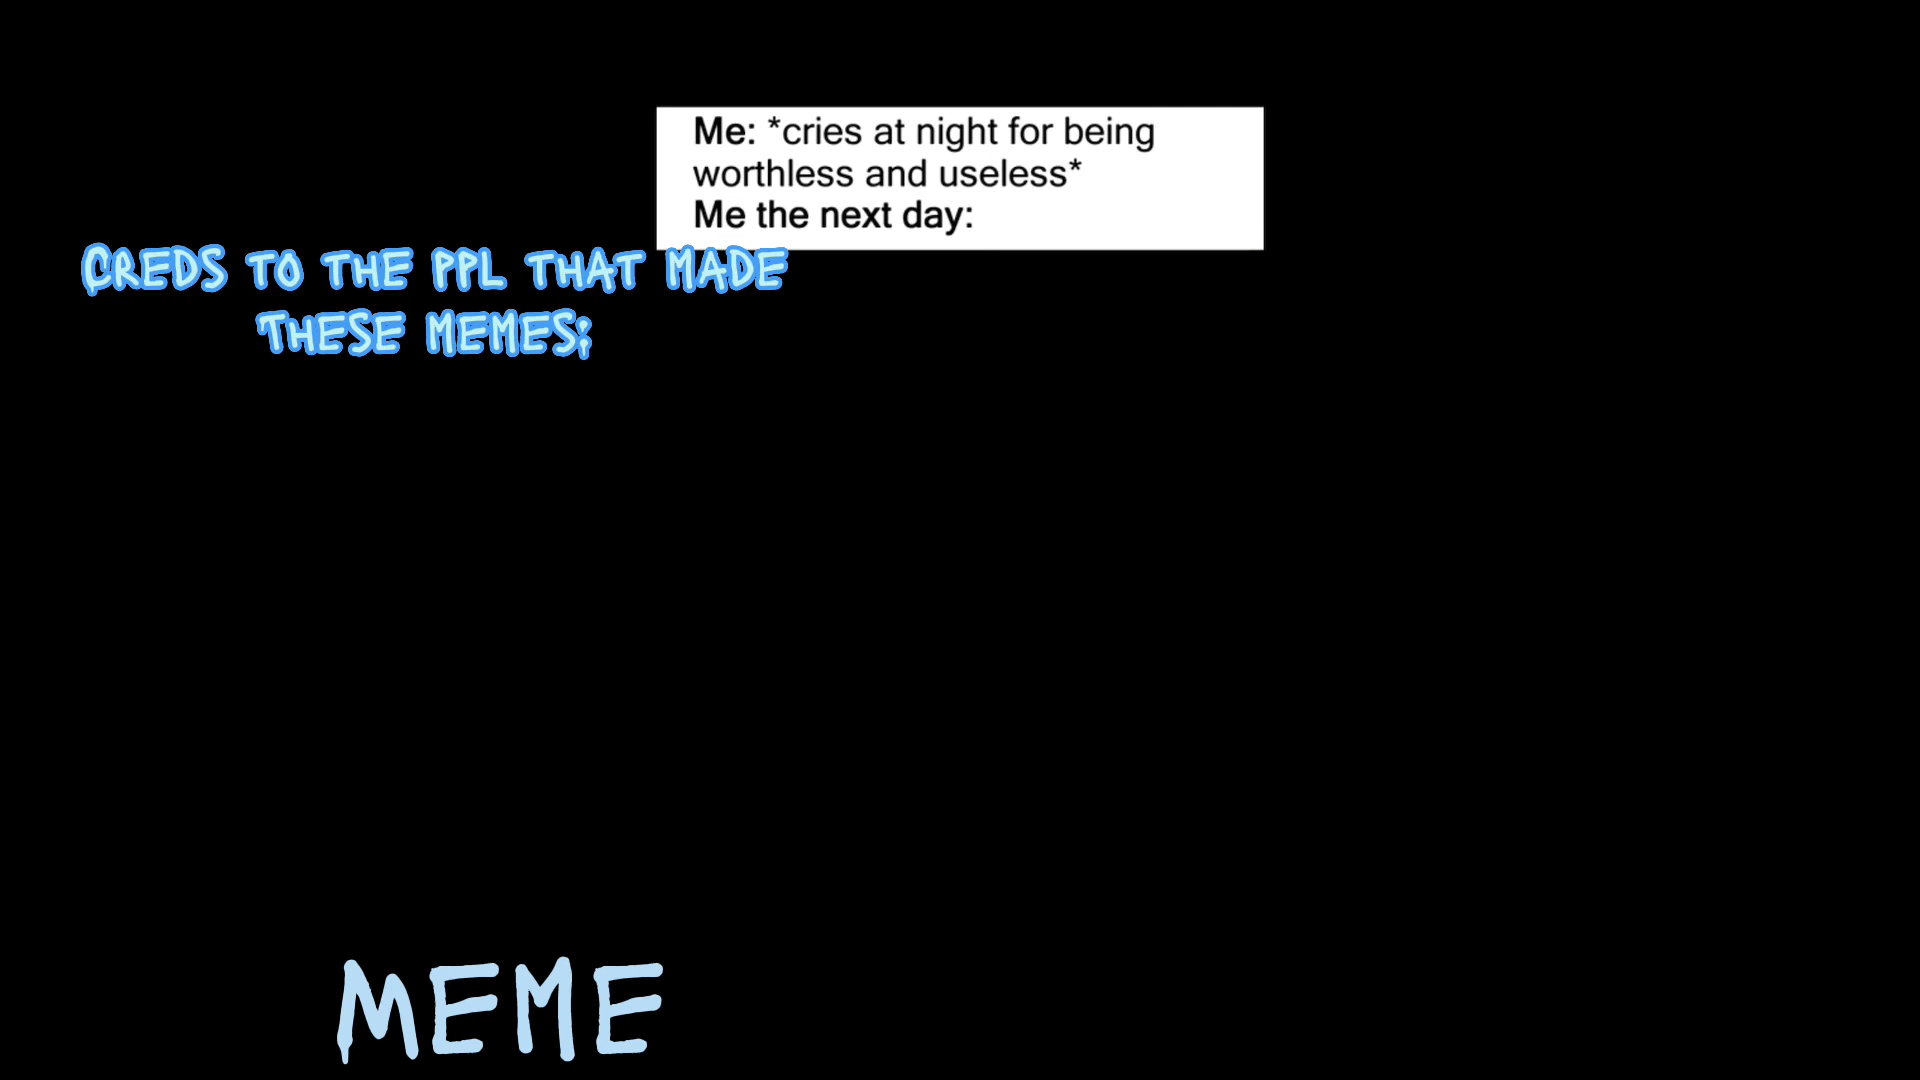 Me: *cries at night for being
worthless and useless*
Me the next day:
CREDS TO THE PPL THAT MADE
THESE MEMES;
MEME